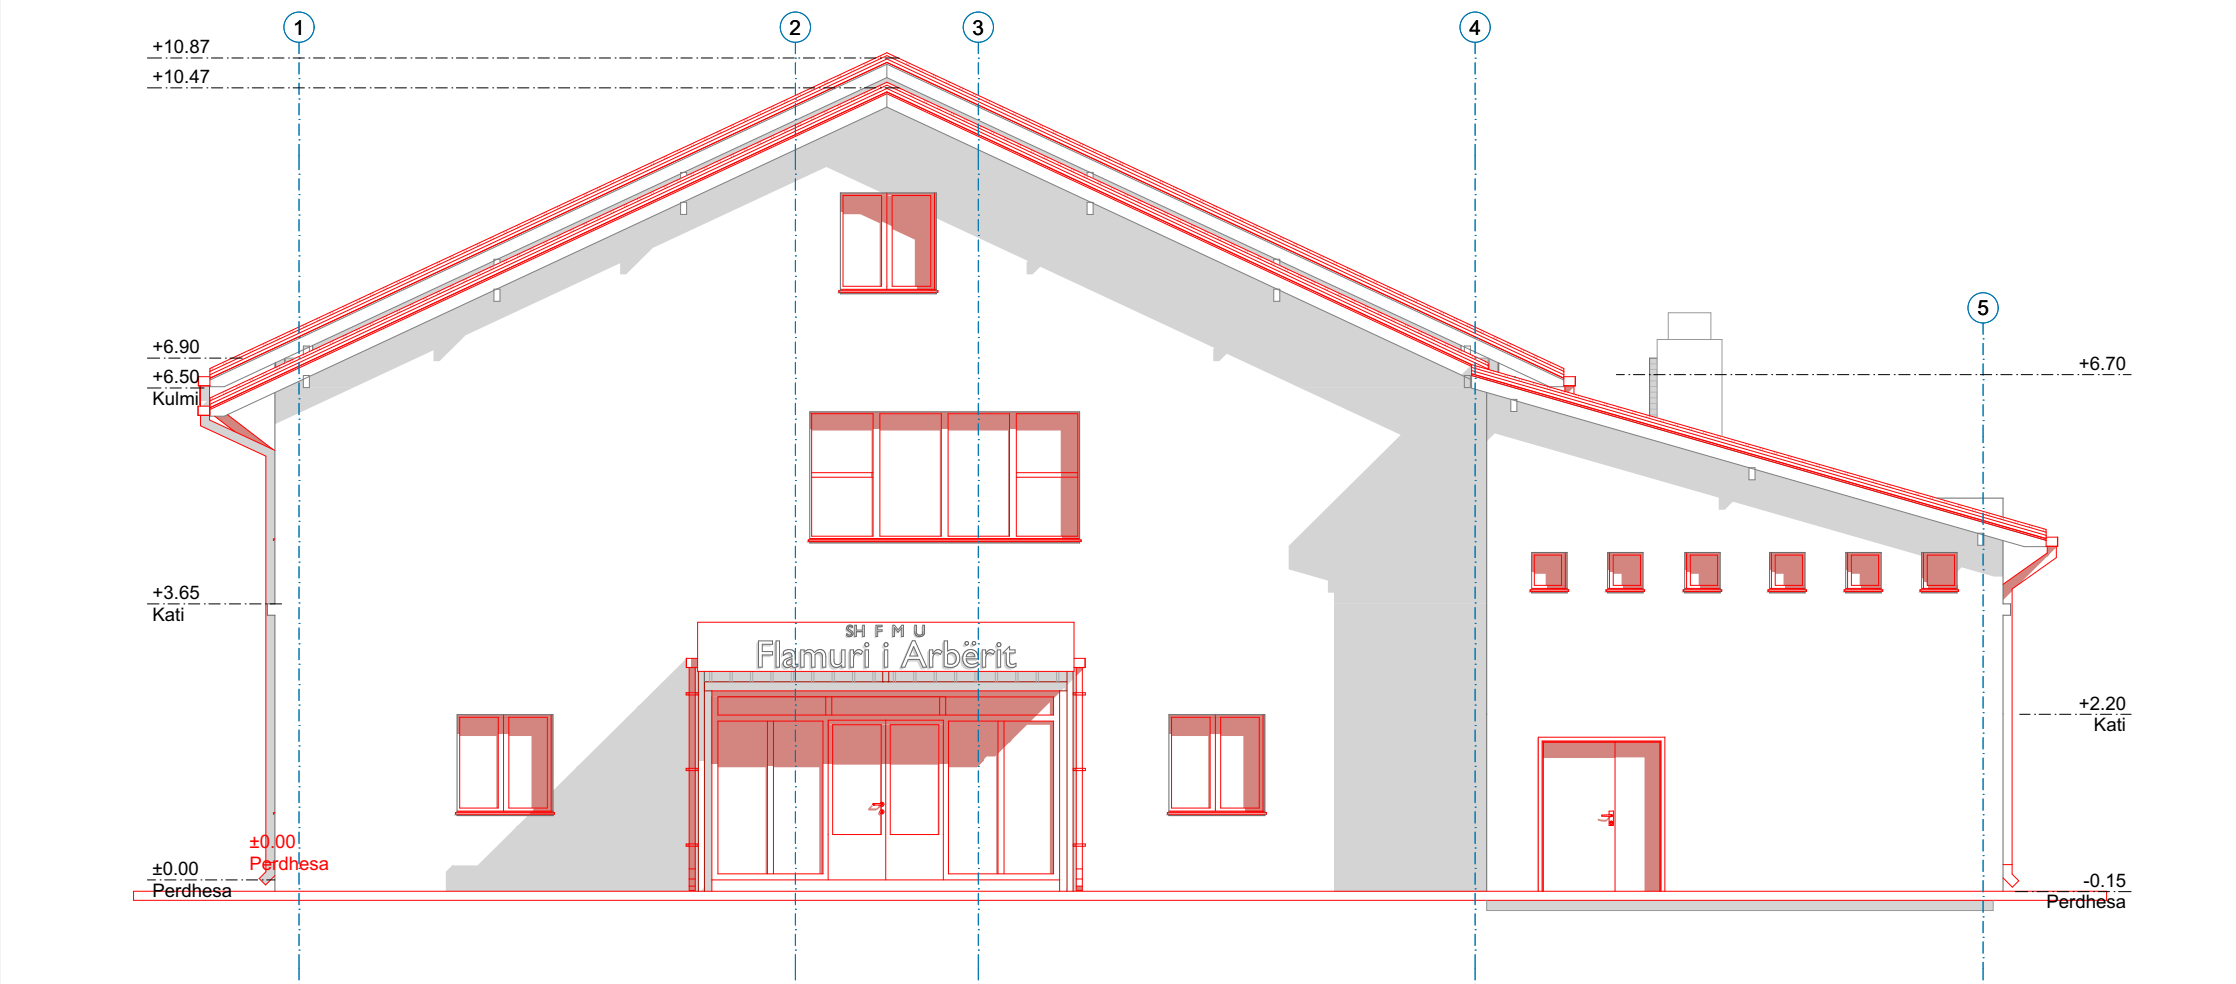 1
2
3
4
5
+10.87
+10.47
+6.90
+6.50
Kulmi
+6.70
+3.65
Kati
SH F M U
Flamuri i Arbërit
+2.20
Kati
±0.00
Perdhesa
±0.00
Perdhesa
-0.15
Perdhesa